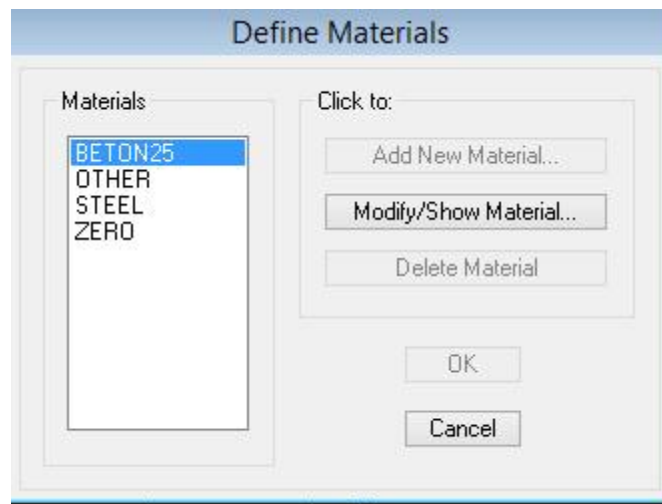 Define Materials
Materials
BETON25
OTHER
STEEL
ZERO
Click to:
Add New Material...
Modify/Show Material...
Delete Material
OK
Cancel